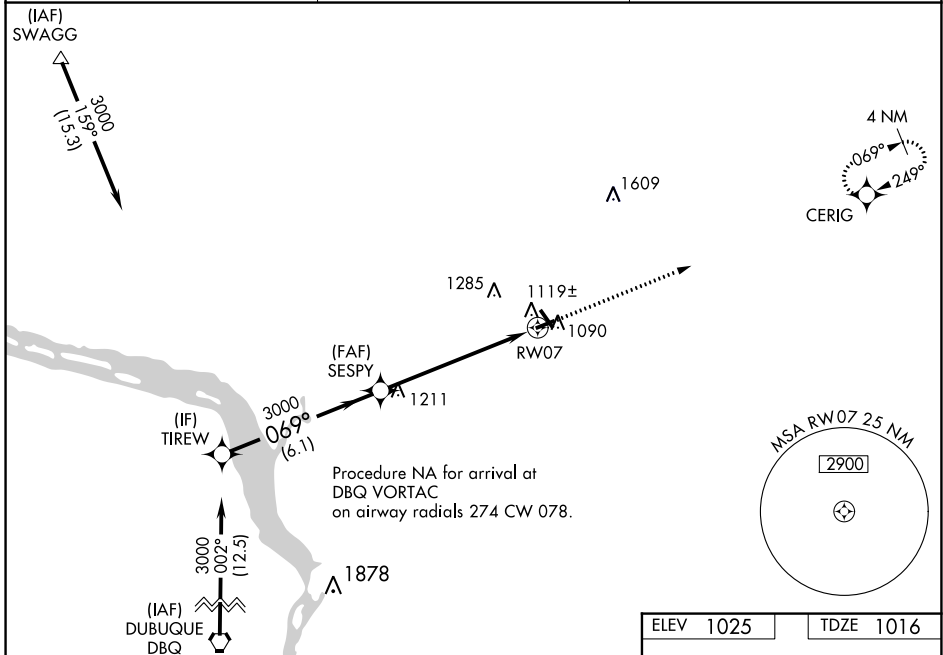 (IAF)
SWAGG
3000
159°
(15.3)
4 NM
069°
249°
CERIG
1609
1285
1119±
1090
RW07
(FAF)
SESPY
1211
3000
069°
(6.1)
(IF)
TIREW
Procedure NA for arrival at
DBQ VORTAC
on airway radials 274 CW 078.
MSA RW07 25 NM
2900
3000
002°
(12.5)
1878
(IAF)
DUBUQUE
DBQ
ELEV 1025
TDZE 1016